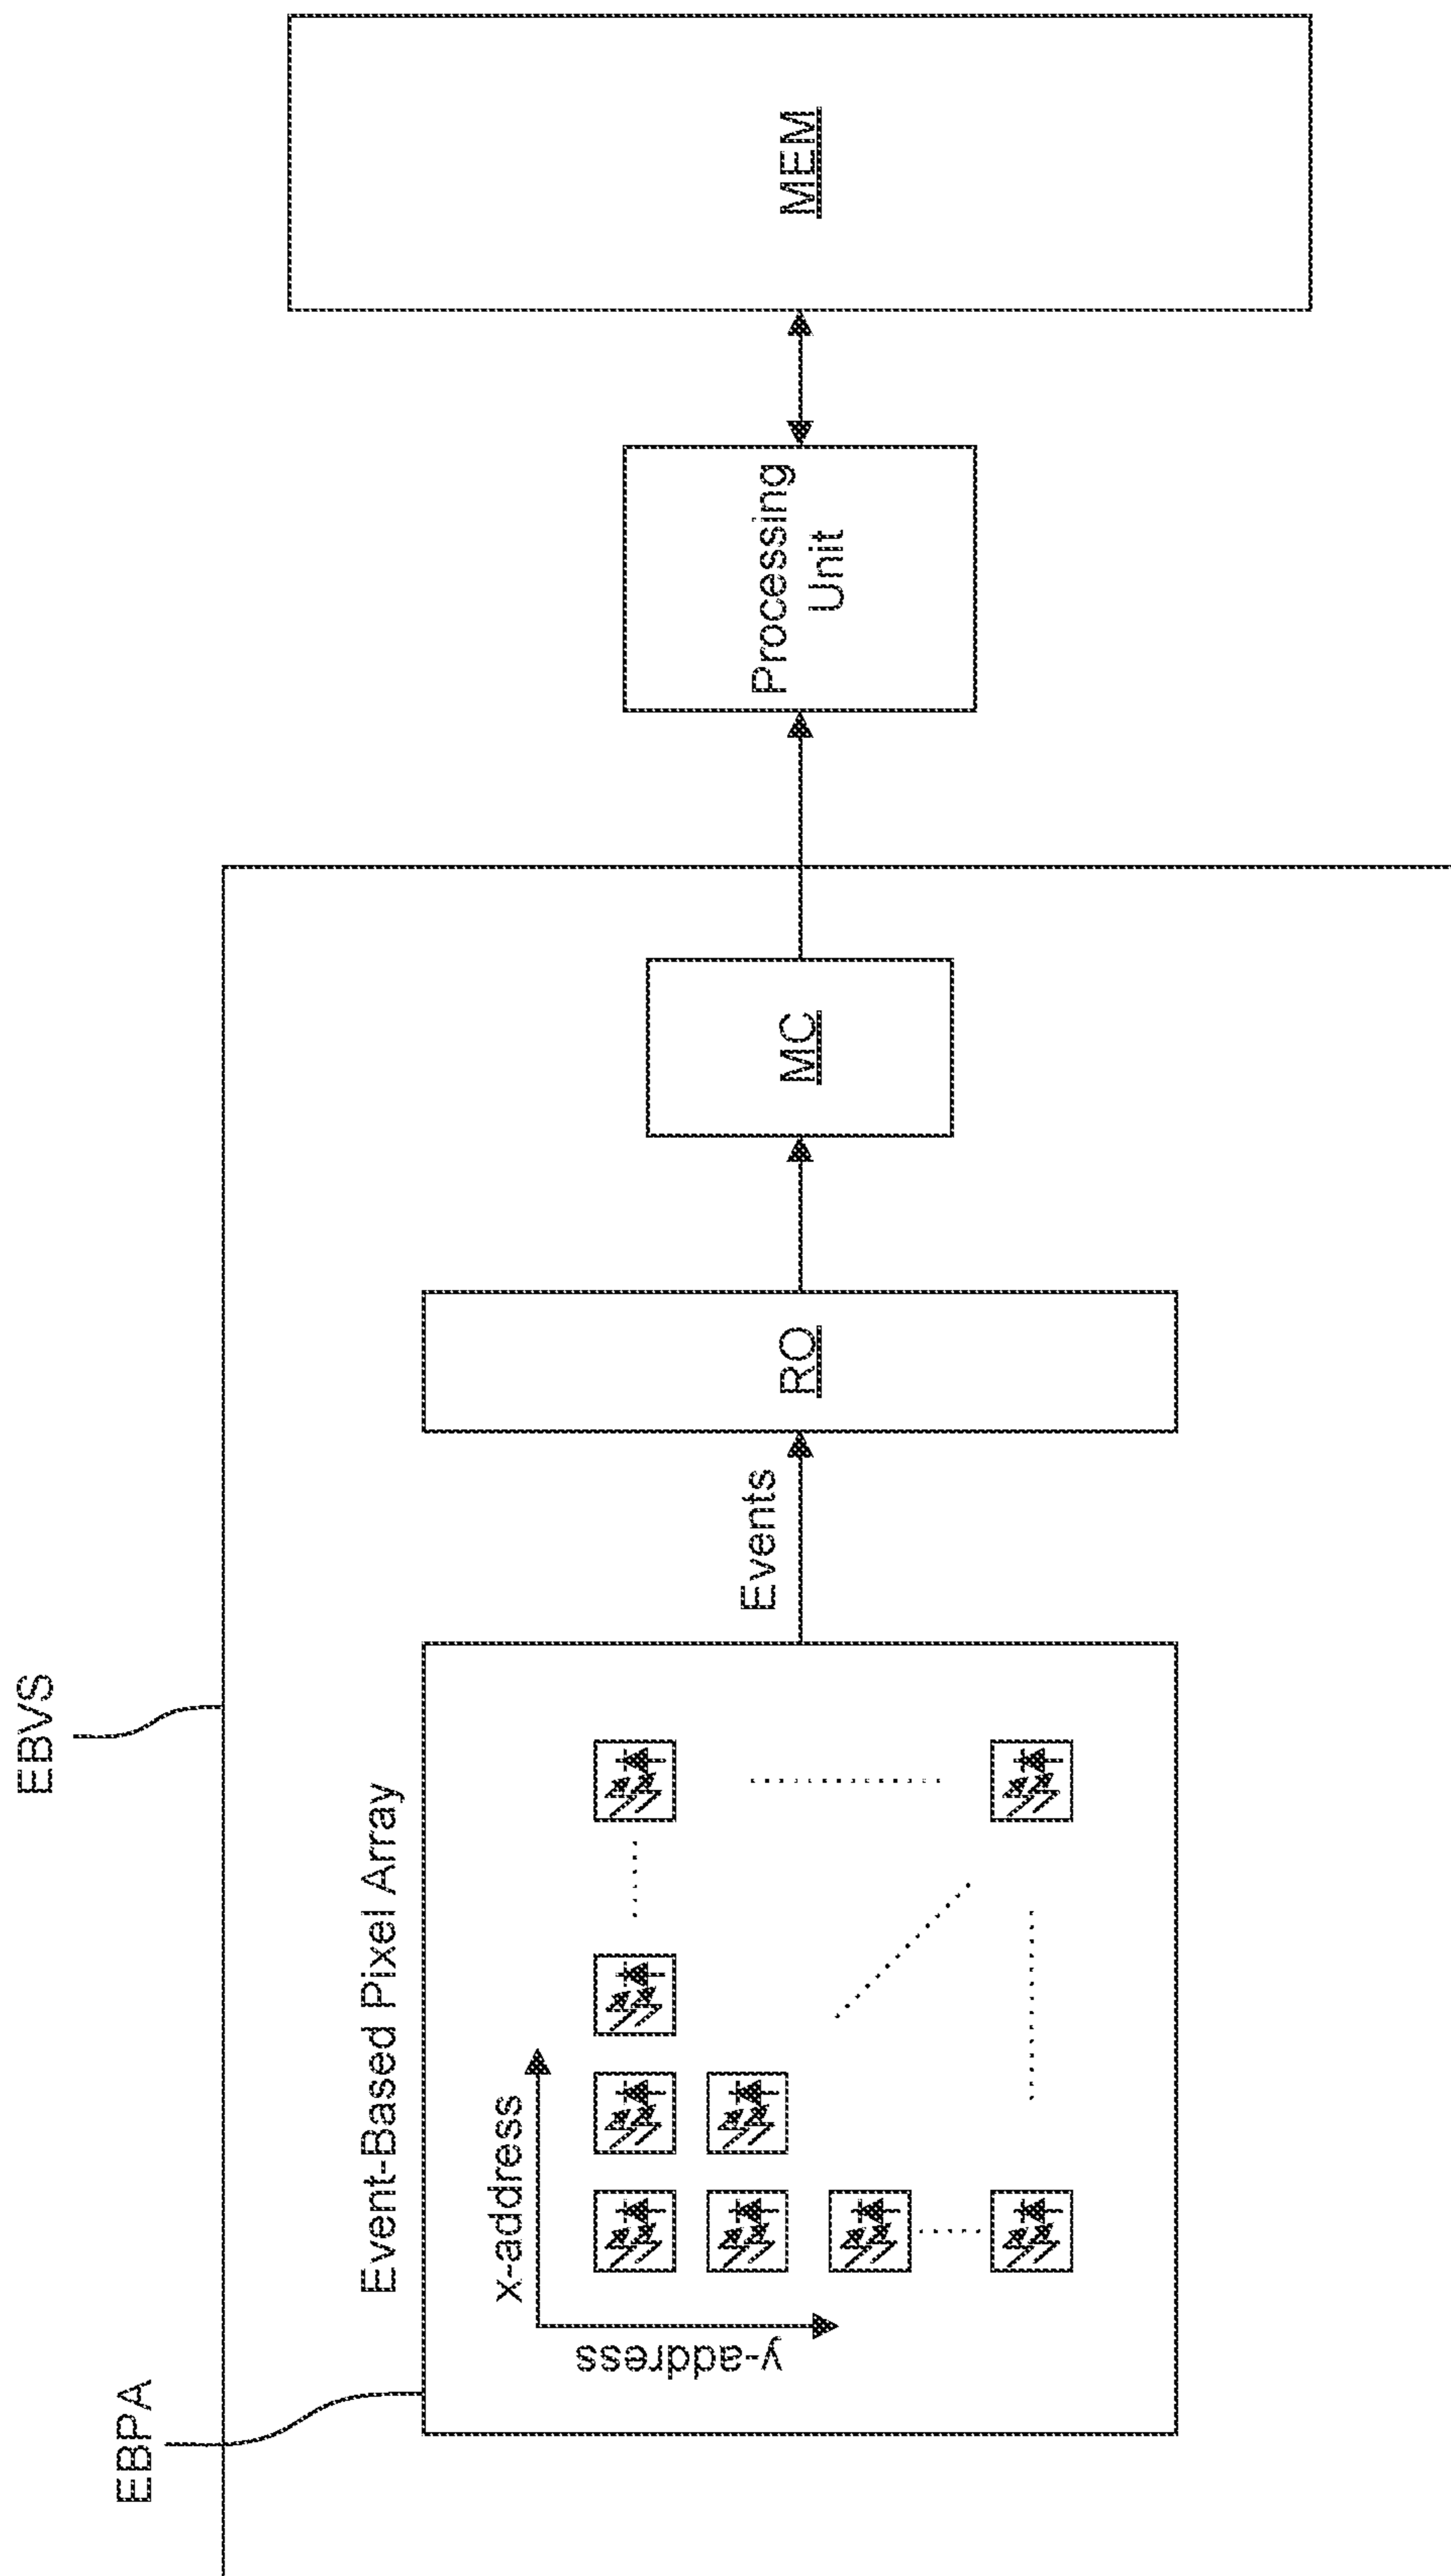 EBVS
EBPA
Event-Based Pixel Array
x-address
y-address
Events
RO
MC
Processing
Unit
MEM